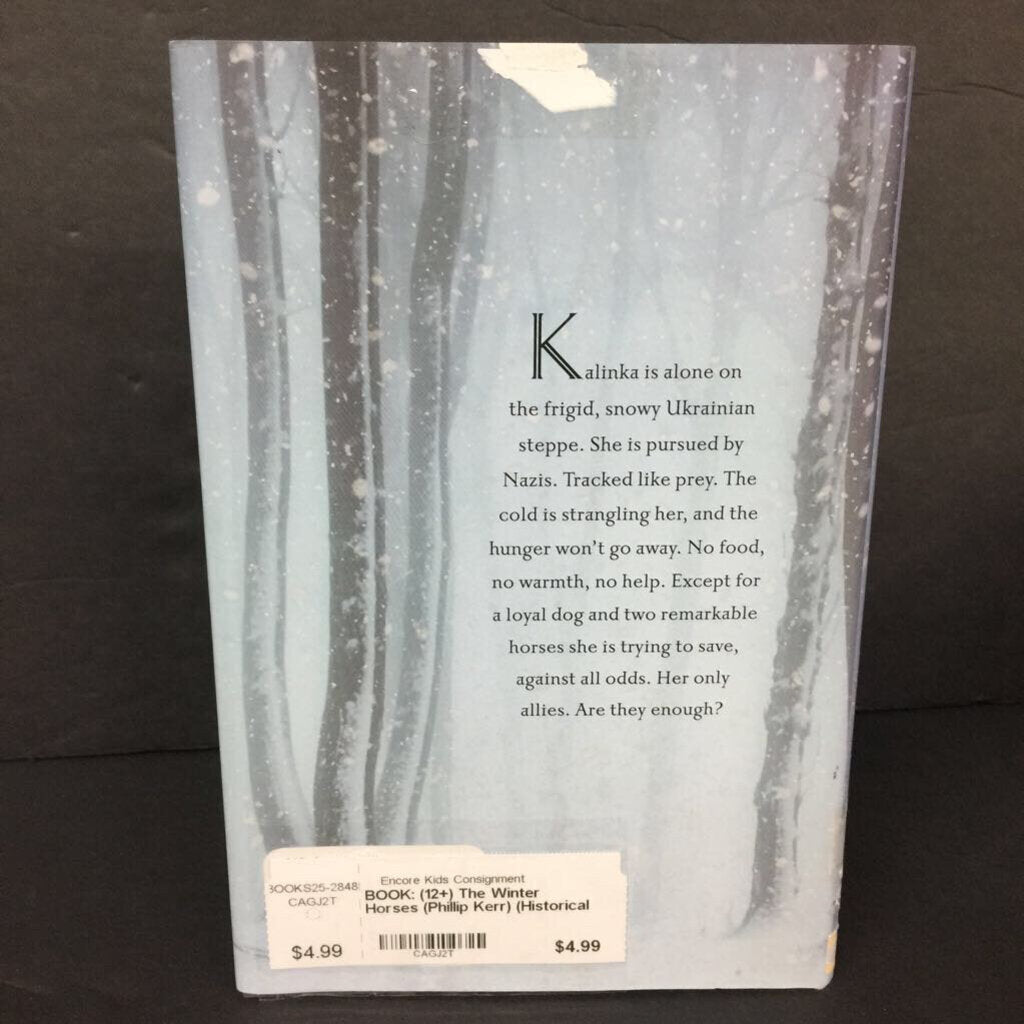 Kalinka is alone on
the frigid, snowy Ukrainian
steppe. She is pursued by
Nazis. Tracked like prey. The
cold is strangling her, and the
hunger won't go away. No food,
no warmth, no help. Except for
a loyal dog and two remarkable
horses she is trying to save,
against all odds. Her only
allies. Are they enough?
BOOKS25-2848
CAGJ2T
$4.99
Encore Kids Consignment
BOOK: (12+) The Winter
Horses (Phillip Kerr) (Historical
CAGJ2T
$4.99